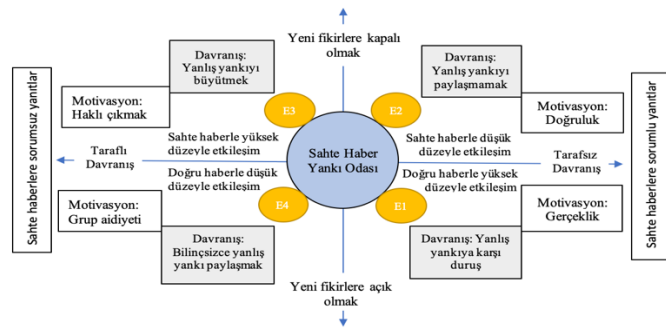 Yeni fikirlere kapalı
olmak
Davranış:
Yanlış yankıyı
büyütmek
Davranış:
Yanlış yankıyı
paylaşmamak
Sahte haberlere sorumsuz yanıtlar
Motivasyon:
Haklı çıkmak
E3
E2
Motivasyon:
Doğruluk
Sahte haberlere sorumlu yanıtlar
Taraflı
Davranış
Sahte haberle yüksek
düzeyle etkileşim
Doğru haberle düşük
düzeyle etkileşim
Sahte Haber
Yankı Odası
Sahte haberle düşük
düzeyle etkileşim
Doğru haberle yüksek
düzeyle etkileşim
Tarafsız
Davranış
Motivasyon:
Grup aidiyeti
E4
E1
Motivasyon:
Gerçeklik
Davranış:
Bilinçsizce yanlış
yankı paylaşmak
Davranış: Yanlış
yankıya karşı
duruş
Yeni fikirlere açık
olmak